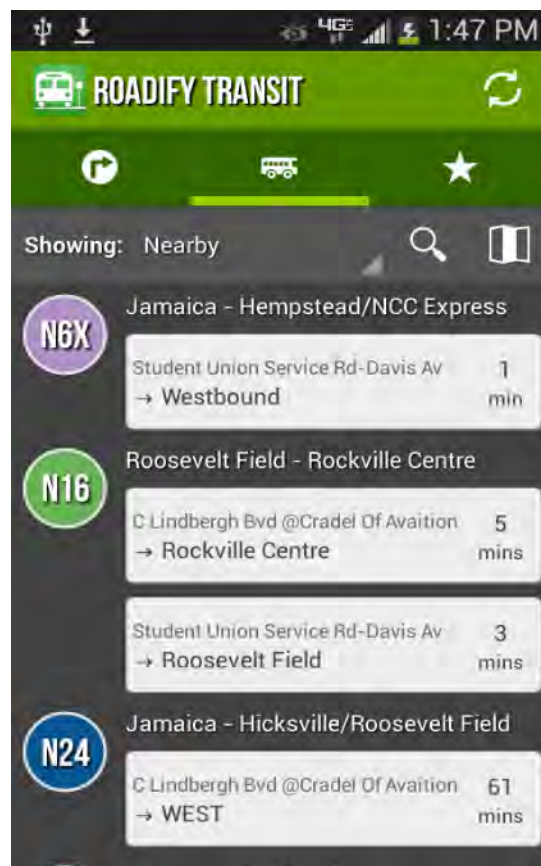 4G 1:47 PM
ROADIFY TRANSIT
Showing: Nearby
N6X
Jamaica - Hempstead/NCC Express
Student Union Service Rd-Davis Av 1
→ Westbound min
N16
Roosevelt Field - Rockville Centre
C Lindbergh Bvd @Cradel Of Avaition 5
→ Rockville Centre mins
Student Union Service Rd-Davis Av 3
→ Roosevelt Field mins
N24
Jamaica - Hicksville/Roosevelt Field
C Lindbergh Bvd @Cradel Of Avaition 61
→ WEST mins